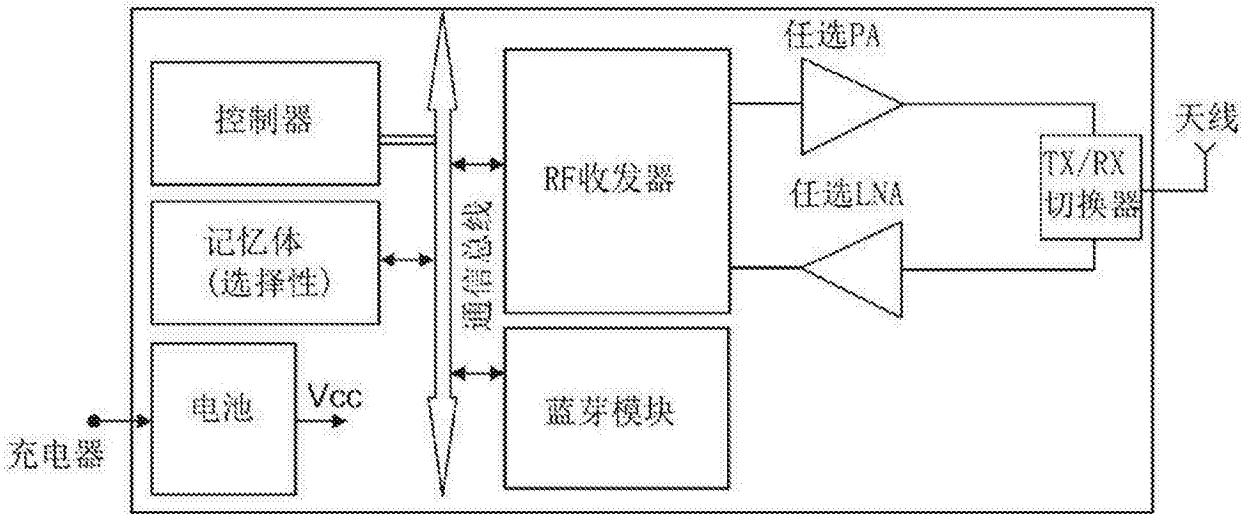 任选PA
控制器
天线
TX/RX
切换器
RF收发器
任选LNA
记忆体
(选择性)
通信总线
电池
Vcc
蓝芽模块
充电器